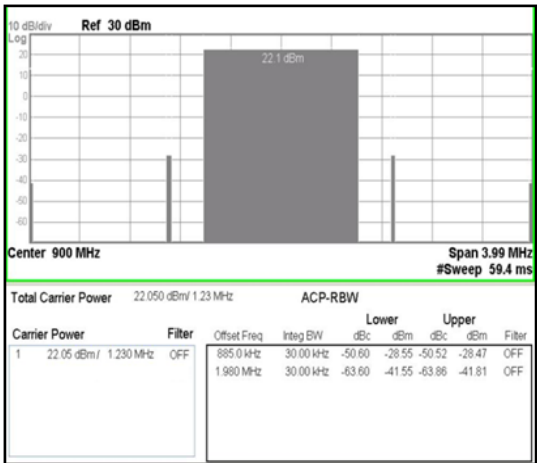 10 dB/div Ref 30 dBm
Log
20
22.1 dBm
10
0
-10
-20
-30
-40
-50
-60
Center 900 MHz Span 3.99 MHz
#Sweep 59.4 ms
Total Carrier Power 22.050 dBm/ 1.23 MHz ACP-RBW
Lower Upper
Carrier Power Filter Offset Freq Integ BW dBc dBm dBc dBm Filter
1 22.05 dBm / 1.230 MHz OFF 885.0 kHz 30.00 kHz -50.60 -28.55 -50.52 -28.47 OFF
1.980 MHz 30.00 kHz -63.60 -41.55 -63.86 -41.81 OFF